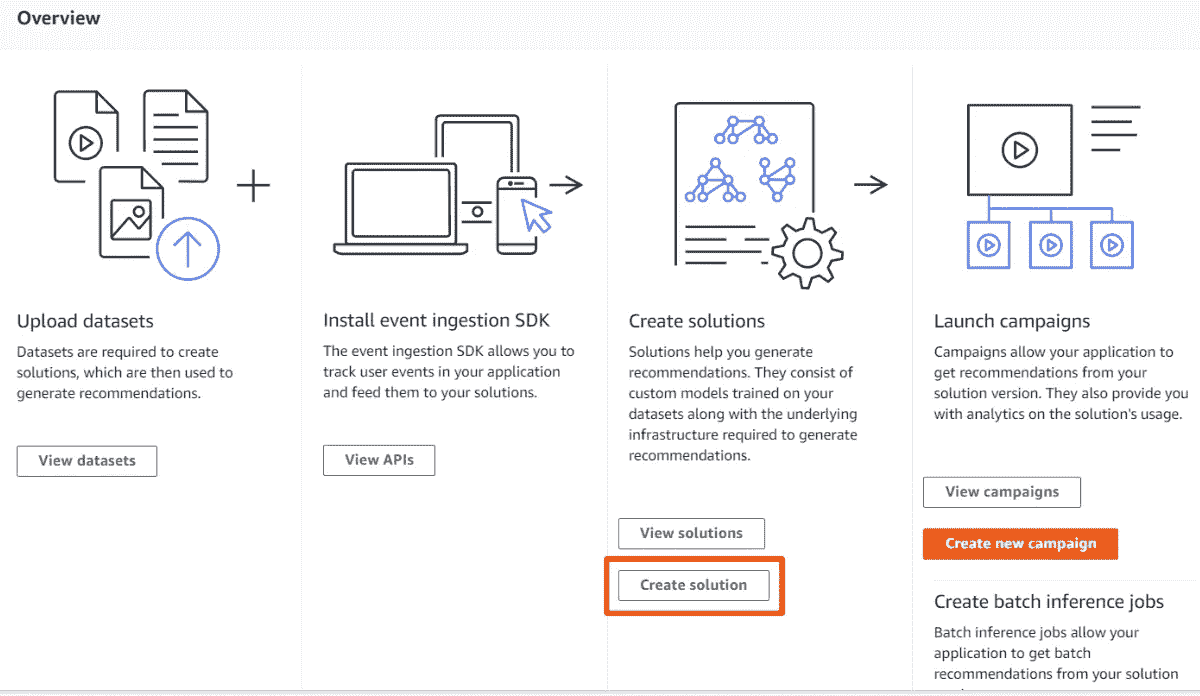 Overview
Upload datasets
Datasets are required to create
solutions, which are then used to
generate recommendations.
View datasets
Install event ingestion SDK
The event ingestion SDK allows you to
track user events in your application
and feed them to your solutions.
View APIs
Create solutions
Solutions help you generate
recommendations. They consist of
custom models trained on your
datasets along with the underlying
infrastructure required to generate
recommendations.
View solutions
Create solution
Launch campaigns
Campaigns allow your application to
get recommendations from your
solution version. They also provide you
with analytics on the solution's usage.
View campaigns
Create new campaign
Create batch inference jobs
Batch inference jobs allow your
application to get batch
recommendations from your solution